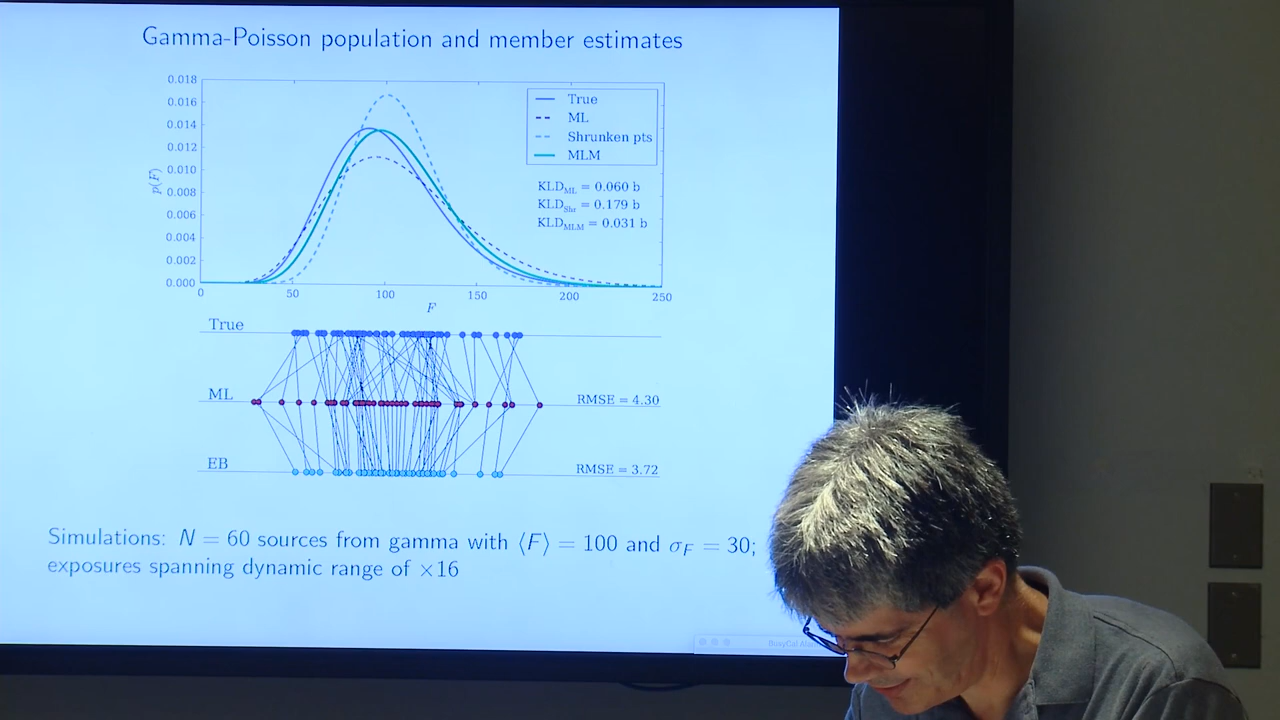 Gamma-Poisson population and member estimates
0.018
0.016
0.014
0.012
0.010
0.008
0.006
0.004
0.002
0.000
p(F)
0 50 100 150 200 250
F
True
ML
Shrunken pts
MLM
KLD_ML = 0.060 b
KLD_Shr = 0.179 b
KLD_MLM = 0.031 b
True
ML RMSE = 4.30
EB RMSE = 3.72
Simulations: N = 60 sources from gamma with ⟨F⟩ = 100 and σ_F = 30;
exposures spanning dynamic range of ×16
BusyCal